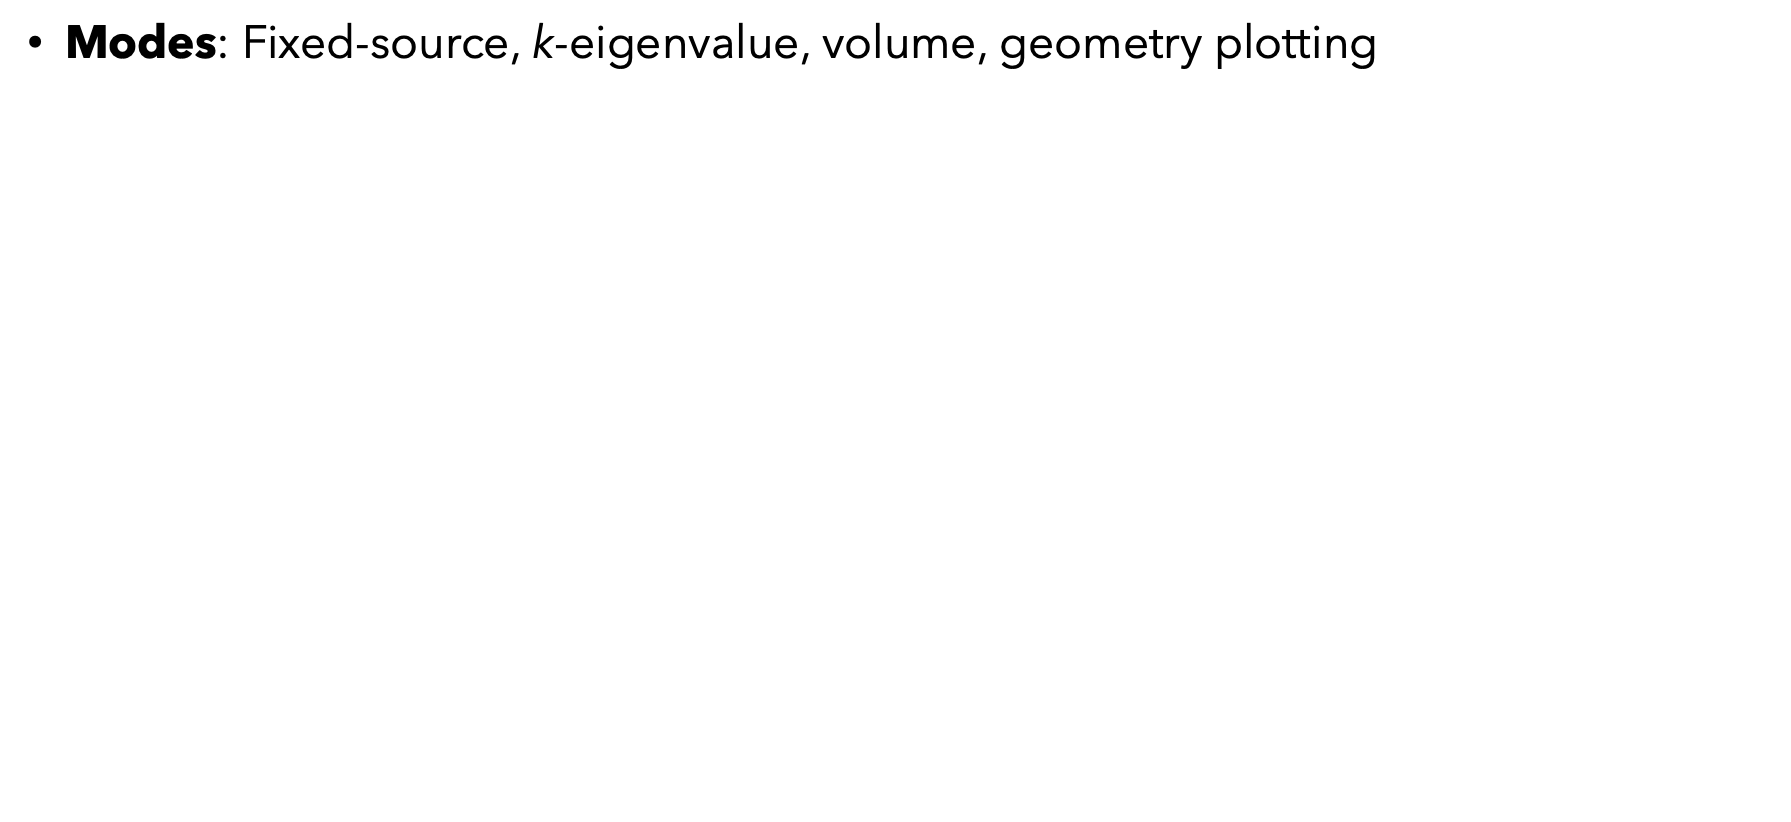 • Modes: Fixed-source, k-eigenvalue, volume, geometry plotting